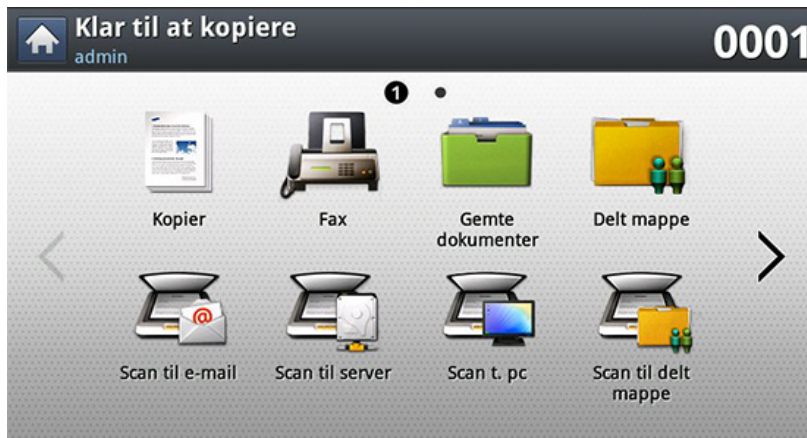 Klar til at kopiere
admin
0001
1
Kopier
Fax
Gemte
dokumenter
Delt mappe
Scan til e-mail
Scan til server
Scan t. pc
Scan til delt
mappe